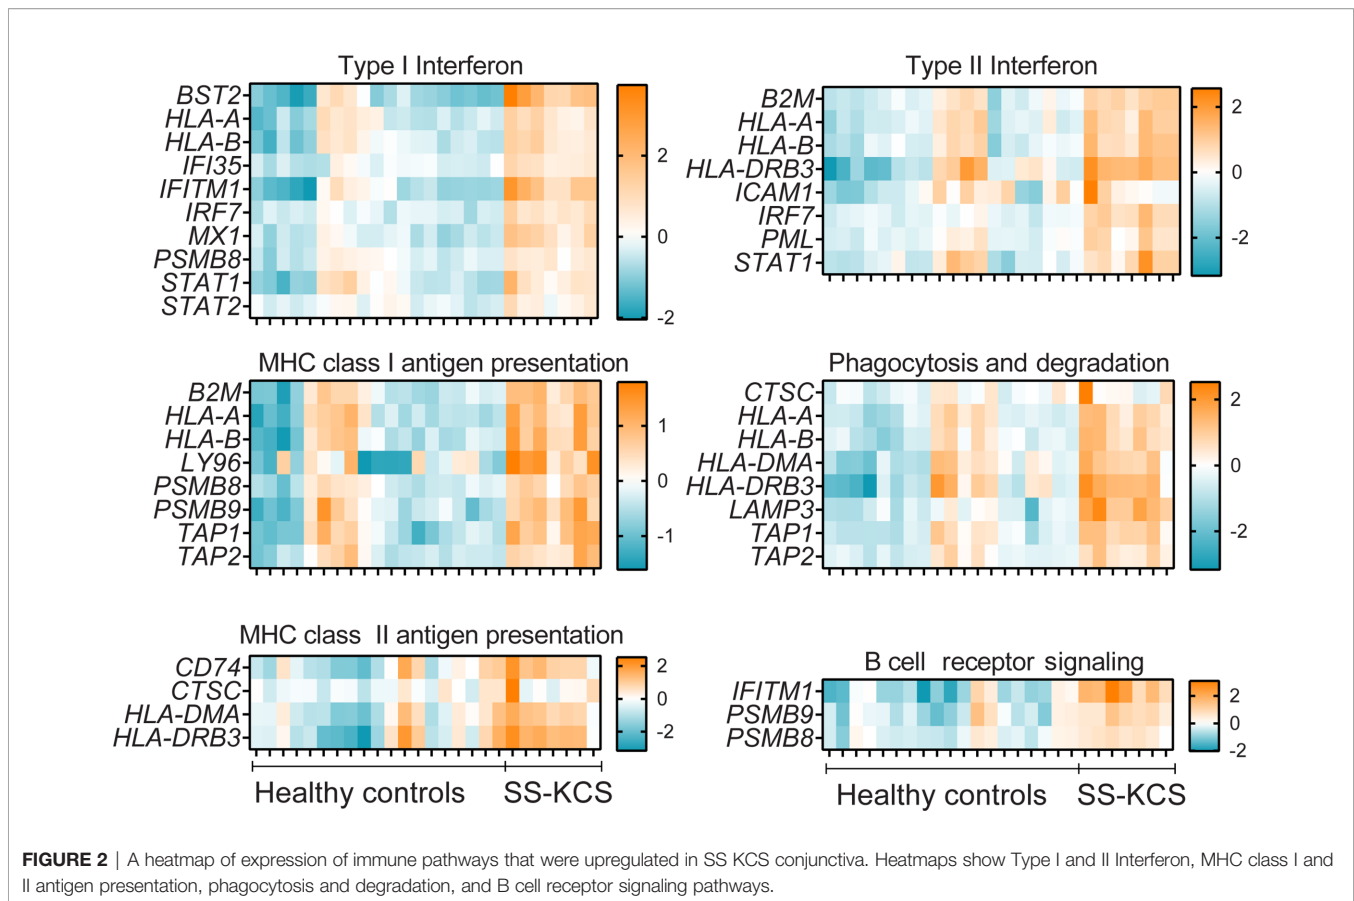 Type I Interferon
BST2
HLA-A
HLA-B
IFI35
IFITM1
IRF7
MX1
PSMB8
STAT1
STAT2
2
0
-2
Type II Interferon
B2M
HLA-A
HLA-B
HLA-DRB3
ICAM1
IRF7
PML
STAT1
2
0
-2
MHC class I antigen presentation
B2M
HLA-A
HLA-B
LY96
PSMB8
PSMB9
TAP1
TAP2
1
0
-1
Phagocytosis and degradation
CTSC
HLA-A
HLA-B
HLA-DMA
HLA-DRB3
LAMP3
TAP1
TAP2
2
0
-2
MHC class II antigen presentation
CD74
CTSC
HLA-DMA
HLA-DRB3
2
0
-2
Healthy controls SS-KCS
B cell receptor signaling
IFITM1
PSMB9
PSMB8
2
0
-2
Healthy controls SS-KCS
FIGURE 2 | A heatmap of expression of immune pathways that were upregulated in SS KCS conjunctiva. Heatmaps show Type I and II Interferon, MHC class I and
II antigen presentation, phagocytosis and degradation, and B cell receptor signaling pathways.